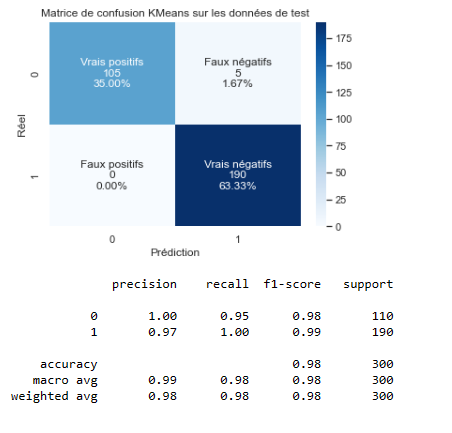 Matrice de confusion KMeans sur les données de test
Vrais positifs
105
35.00%
Faux négatifs
5
1.67%
Faux positifs
0
0.00%
Vrais négatifs
190
63.33%
0
1
Réel
0 1
Prédiction
175
150
125
100
75
50
25
0
precision recall f1-score support
0 1.00 0.95 0.98 110
1 0.97 1.00 0.99 190
accuracy 0.98 300
macro avg 0.99 0.98 0.98 300
weighted avg 0.98 0.98 0.98 300